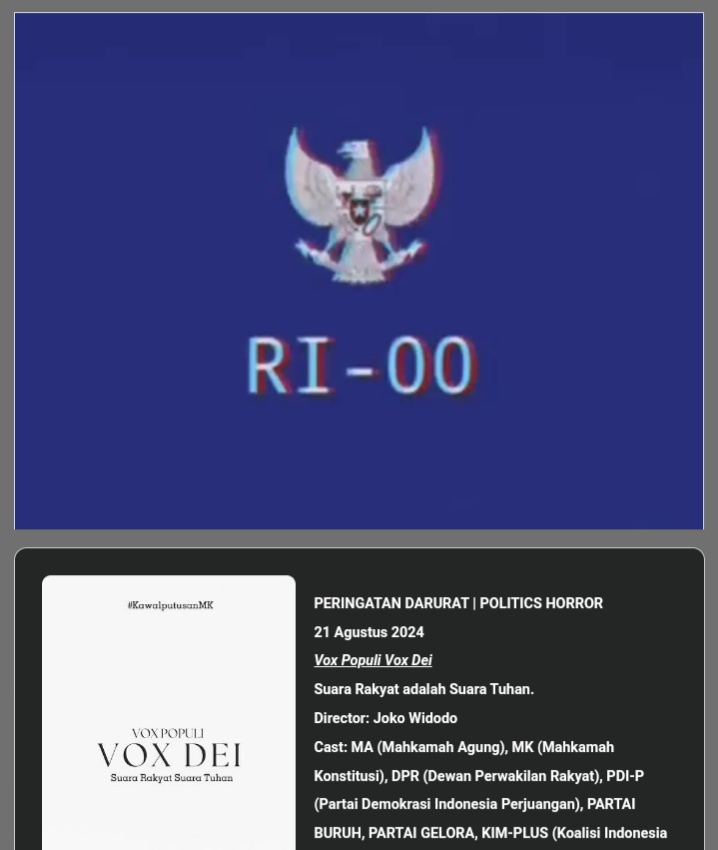 RI-00
#KawalputusanMK
VOX POPULI
VOX DEI
Suara Rakyat Suara Tuhan
PERINGATAN DARURAT | POLITICS HORROR
21 Agustus 2024
Vox Populi Vox Dei
Suara Rakyat adalah Suara Tuhan.
Director: Joko Widodo
Cast: MA (Mahkamah Agung), MK (Mahkamah
Konstitusi), DPR (Dewan Perwakilan Rakyat), PDI-P
(Partai Demokrasi Indonesia Perjuangan), PARTAI
BURUH, PARTAI GELORA, KIM-PLUS (Koalisi Indonesia